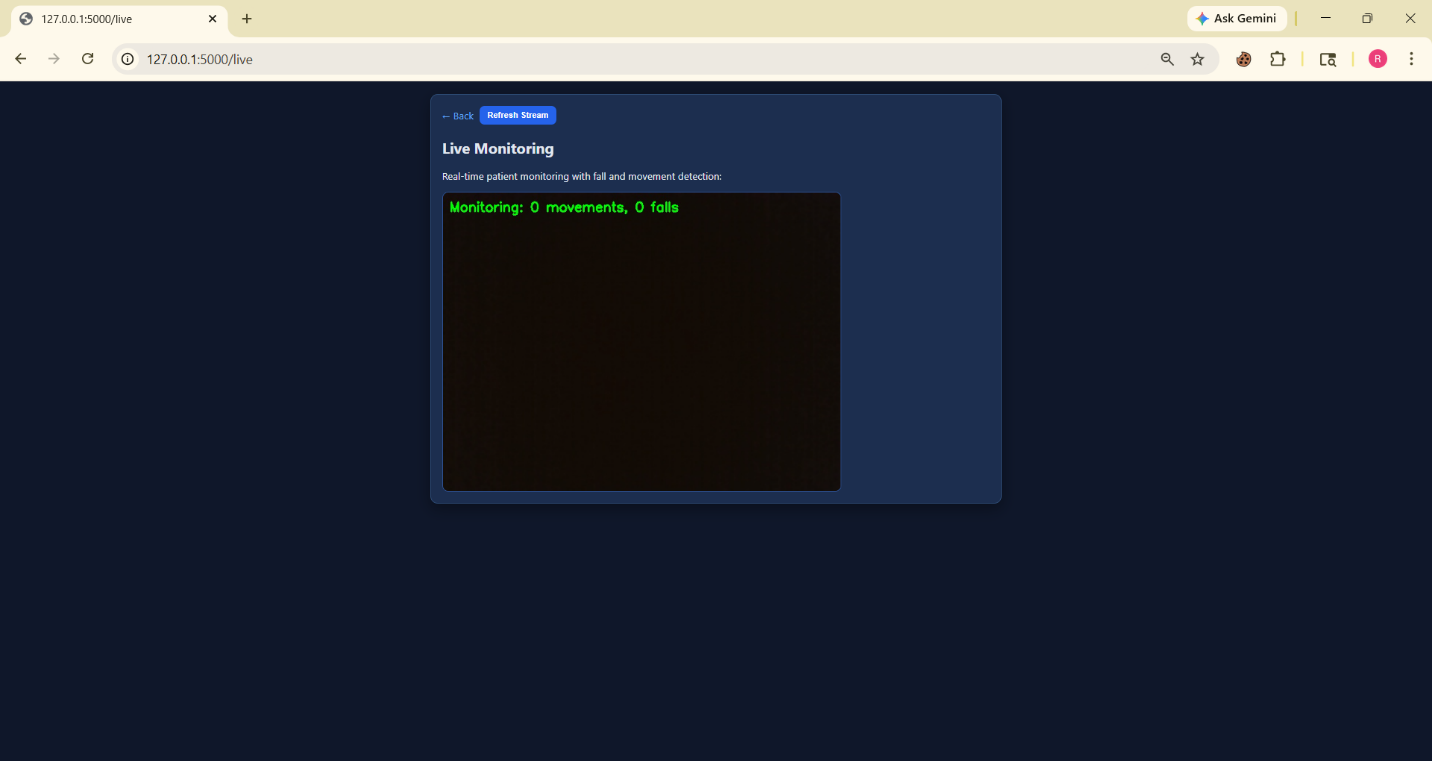 127.0.0.1:5000/live
Ask Gemini
127.0.0.1:5000/live
R
← Back Refresh Stream
Live Monitoring
Real-time patient monitoring with fall and movement detection:
Monitoring: 0 movements, 0 falls